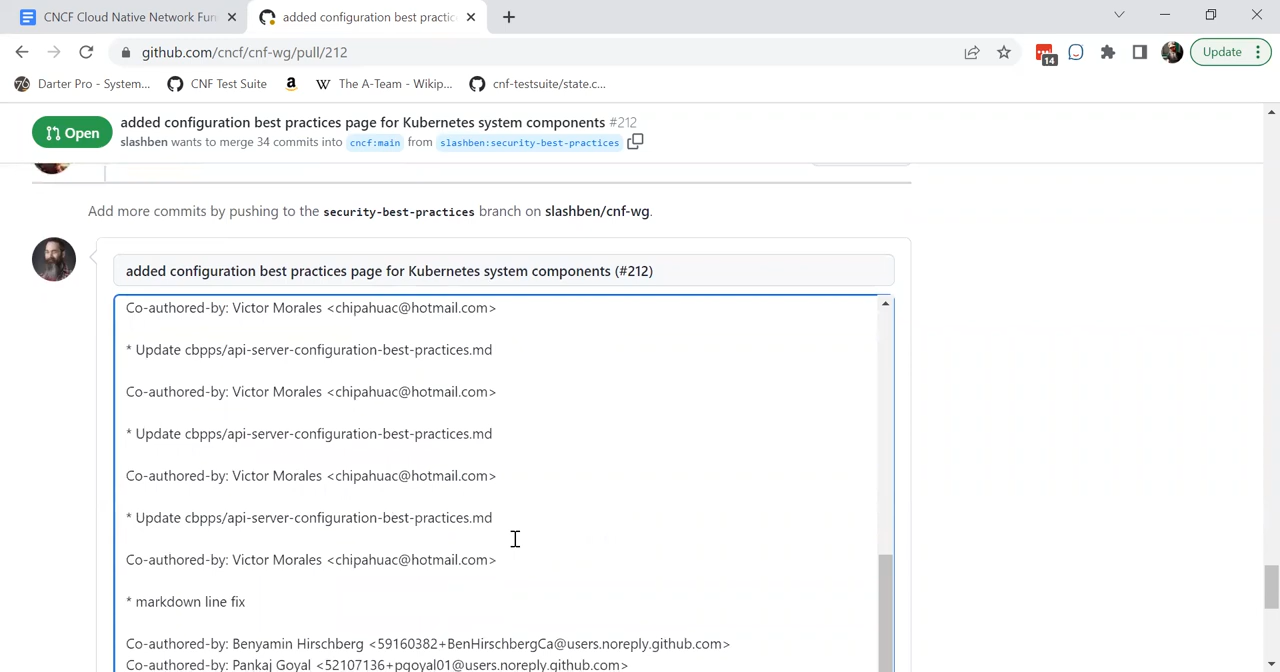 CNCF Cloud Native Network Fun
added configuration best practic
github.com/cncf/cnf-wg/pull/212
14
Update
Darter Pro - System...
CNF Test Suite
The A-Team - Wikip...
cnf-testsuite/state.c...
Open
added configuration best practices page for Kubernetes system components #212
slashben wants to merge 34 commits into cncf:main from slashben:security-best-practices
Add more commits by pushing to the security-best-practices branch on slashben/cnf-wg.
added configuration best practices page for Kubernetes system components (#212)
Co-authored-by: Victor Morales <chipahuac@hotmail.com>
* Update cbpps/api-server-configuration-best-practices.md
Co-authored-by: Victor Morales <chipahuac@hotmail.com>
* Update cbpps/api-server-configuration-best-practices.md
Co-authored-by: Victor Morales <chipahuac@hotmail.com>
* Update cbpps/api-server-configuration-best-practices.md
Co-authored-by: Victor Morales <chipahuac@hotmail.com>
* markdown line fix
Co-authored-by: Benyamin Hirschberg <59160382+BenHirschbergCa@users.noreply.github.com>
Co-authored-by: Pankaj Goyal <52107136+pgoyal01@users.noreply.github.com>